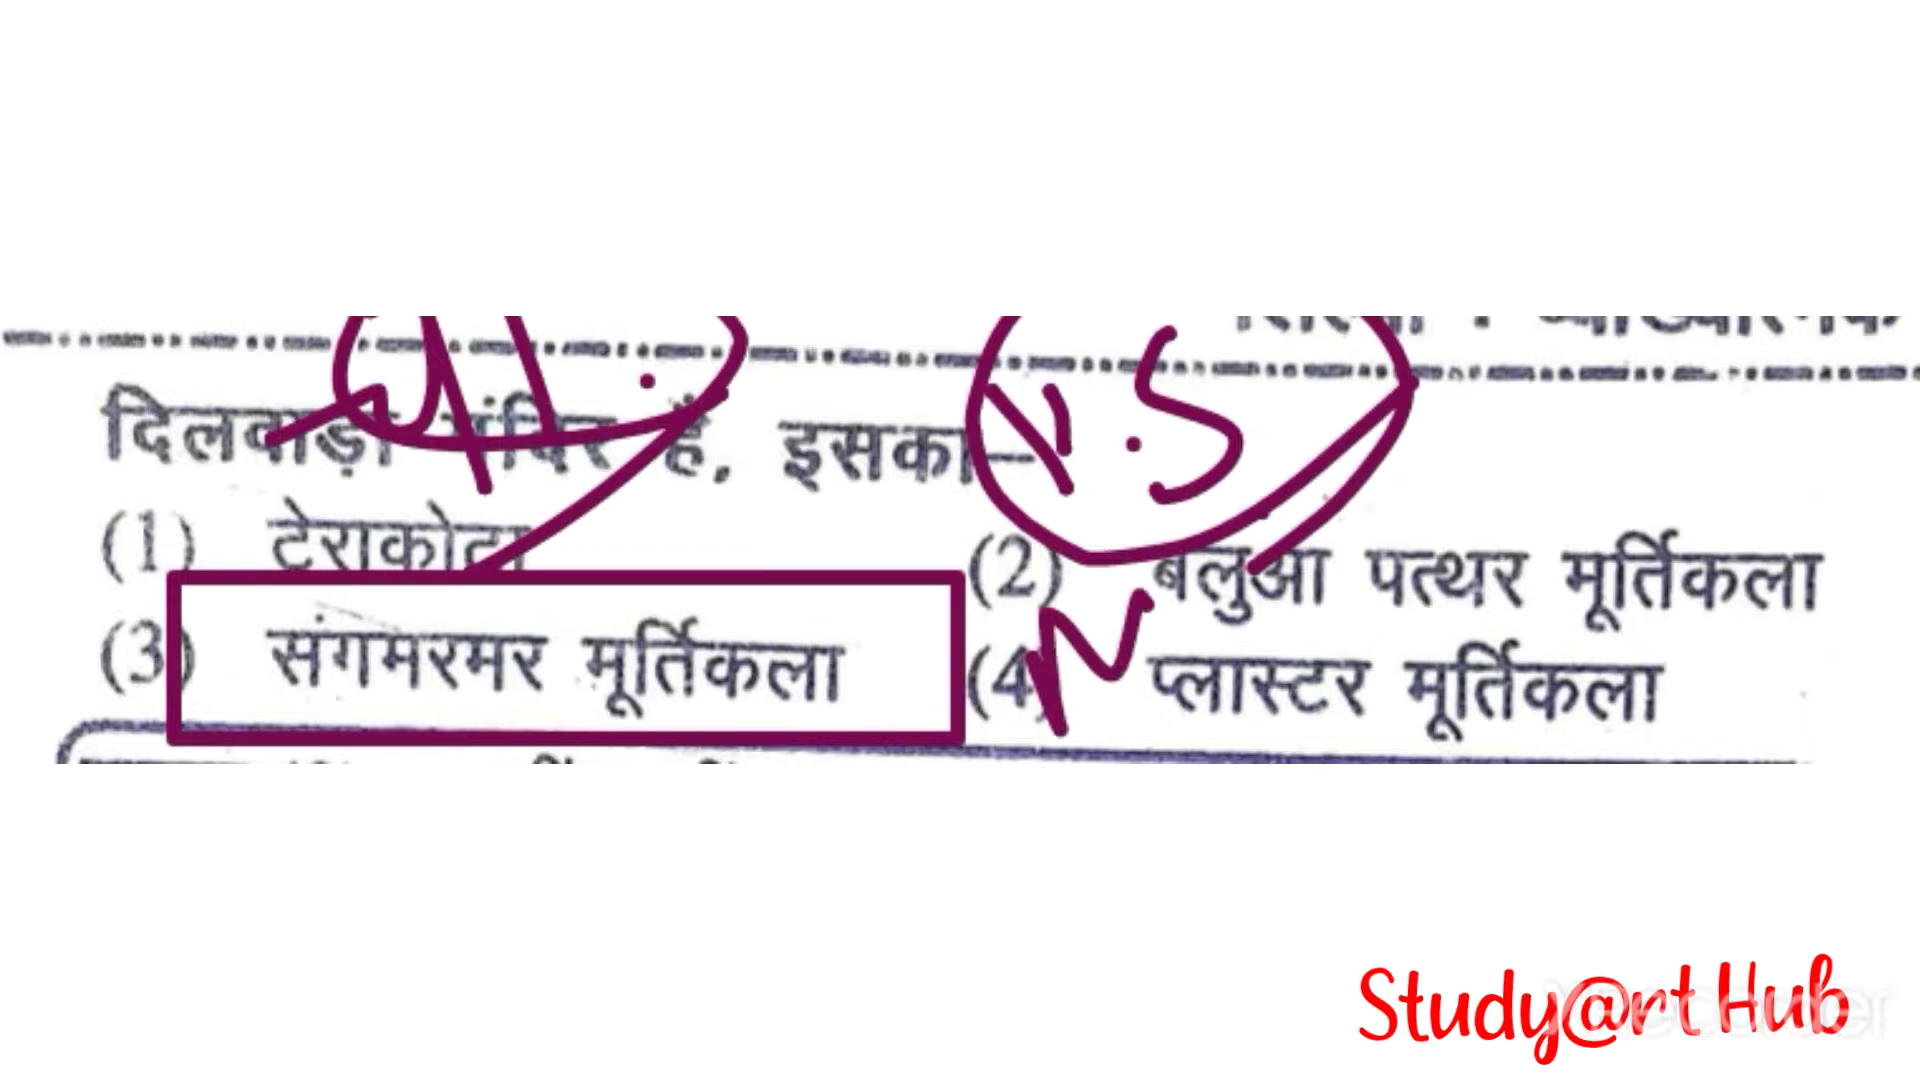 दिलवाड़ा मंदिर हैं, इसका—
(1) टेराकोटा (2) बलुआ पत्थर मूर्तिकला
(3) संगमरमर मूर्तिकला (4) प्लास्टर मूर्तिकला
Study@rt Hub